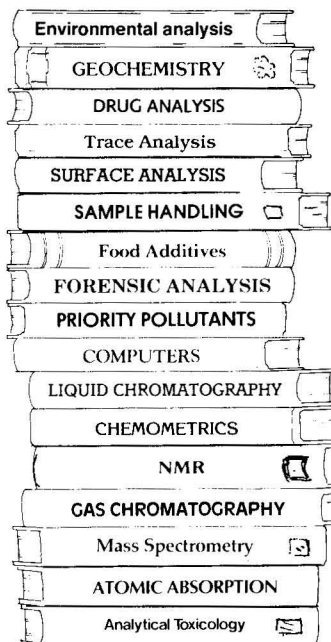 Environmental analysis
GEOCHEMISTRY
DRUG ANALYSIS
Trace Analysis
SURFACE ANALYSIS
SAMPLE HANDLING
Food Additives
FORENSIC ANALYSIS
PRIORITY POLLUTANTS
COMPUTERS
LIQUID CHROMATOGRAPHY
CHEMOMETRICS
NMR
GAS CHROMATOGRAPHY
Mass Spectrometry
ATOMIC ABSORPTION
Analytical Toxicology